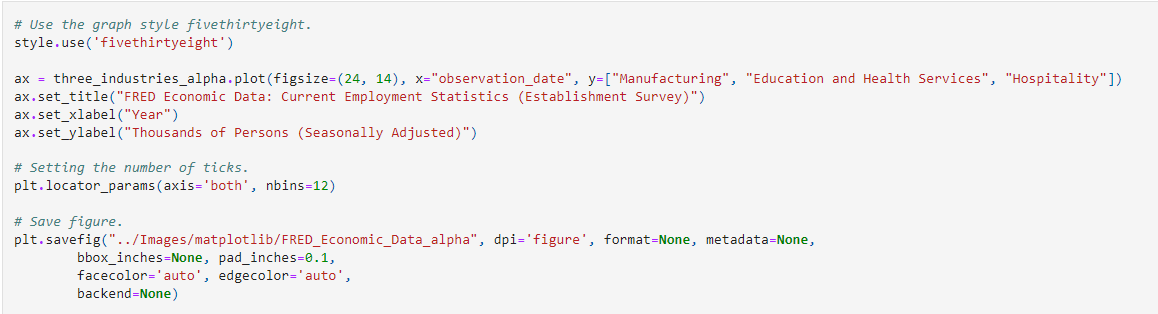 # Use the graph style fivethirtyeight.
style.use('fivethirtyeight')
ax = three_industries_alpha.plot(figsize=(24, 14), x="observation_date", y=["Manufacturing", "Education and Health Services", "Hospitality"])
ax.set_title("FRED Economic Data: Current Employment Statistics (Establishment Survey)")
ax.set_xlabel("Year")
ax.set_ylabel("Thousands of Persons (Seasonally Adjusted)")
# Setting the number of ticks.
plt.locator_params(axis='both', nbins=12)
# Save figure.
plt.savefig("../Images/matplotlib/FRED_Economic_Data_alpha", dpi='figure', format=None, metadata=None,
        bbox_inches=None, pad_inches=0.1,
        facecolor='auto', edgecolor='auto',
        backend=None)